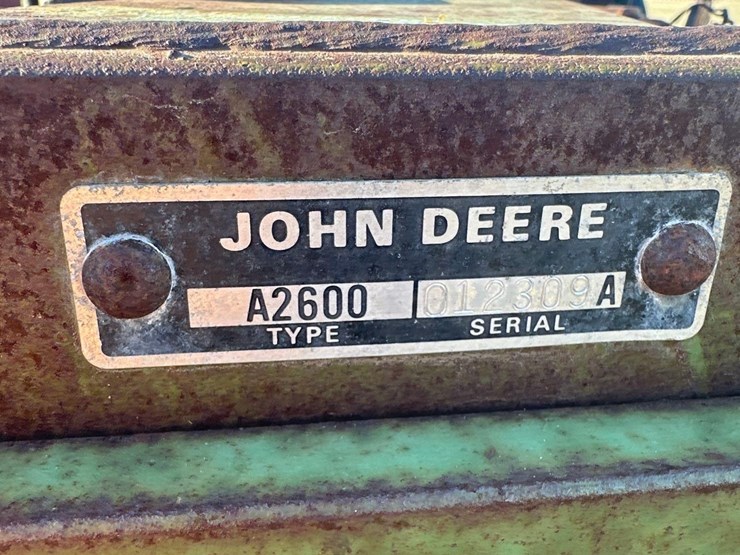 JOHN DEERE
A2600 012309A
TYPE SERIAL